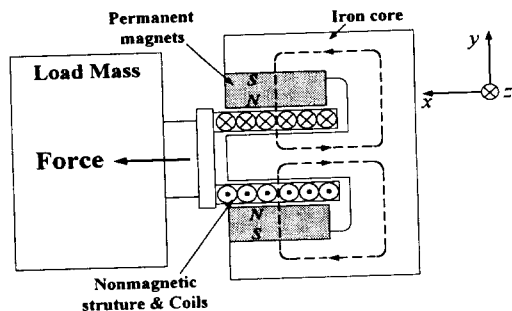 Permanent
magnets
Iron core
y
Load Mass
S
N
x
z
Force
N
S
Nonmagnetic
struture & Coils